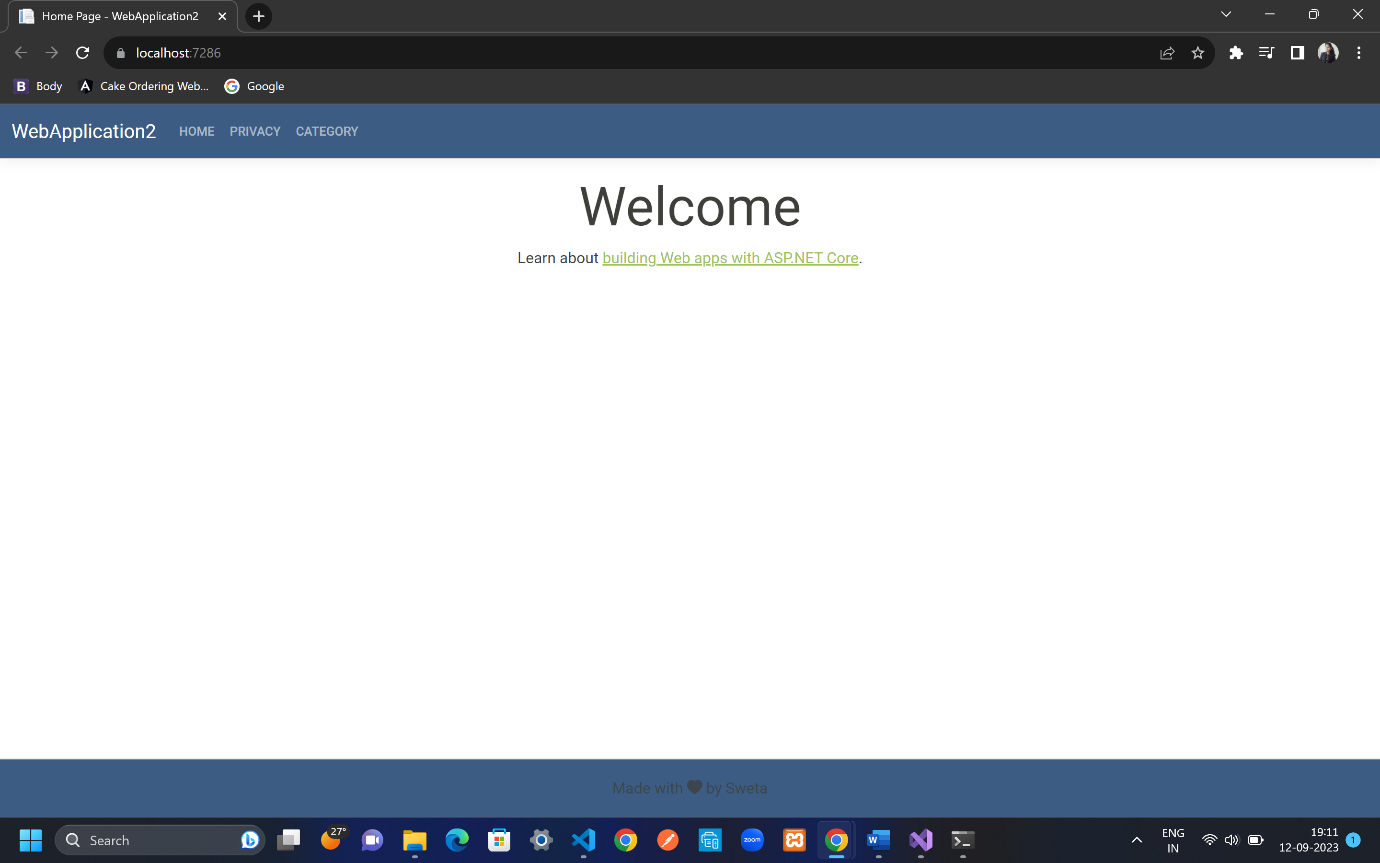 Home Page - WebApplication2
localhost:7286
B Body
A Cake Ordering Web...
G Google
WebApplication2 HOME PRIVACY CATEGORY
Welcome
Learn about building Web apps with ASP.NET Core.
Made with 🖤 by Sweta
Search
27°
zoom
W
ENG
IN
19:11
12-09-2023
1